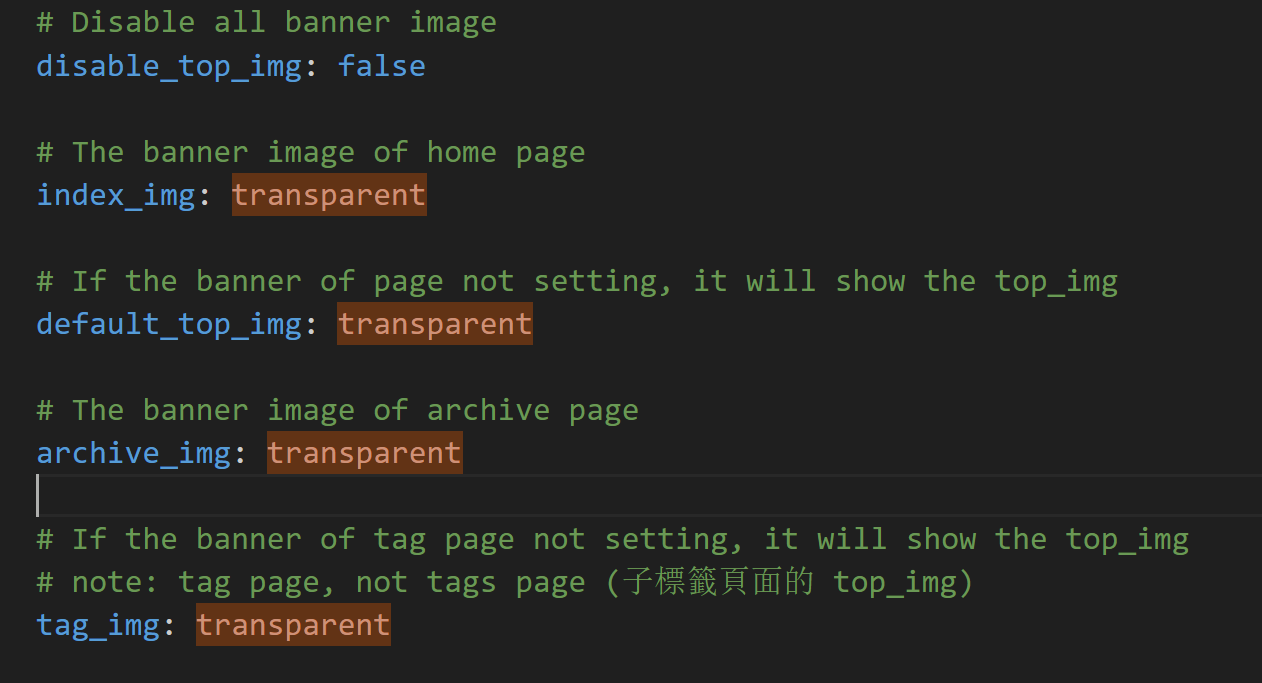 # Disable all banner image
disable_top_img: false
# The banner image of home page
index_img: transparent
# If the banner of page not setting, it will show the top_img
default_top_img: transparent
# The banner image of archive page
archive_img: transparent
# If the banner of tag page not setting, it will show the top_img
# note: tag page, not tags page (子標籤頁面的 top_img)
tag_img: transparent